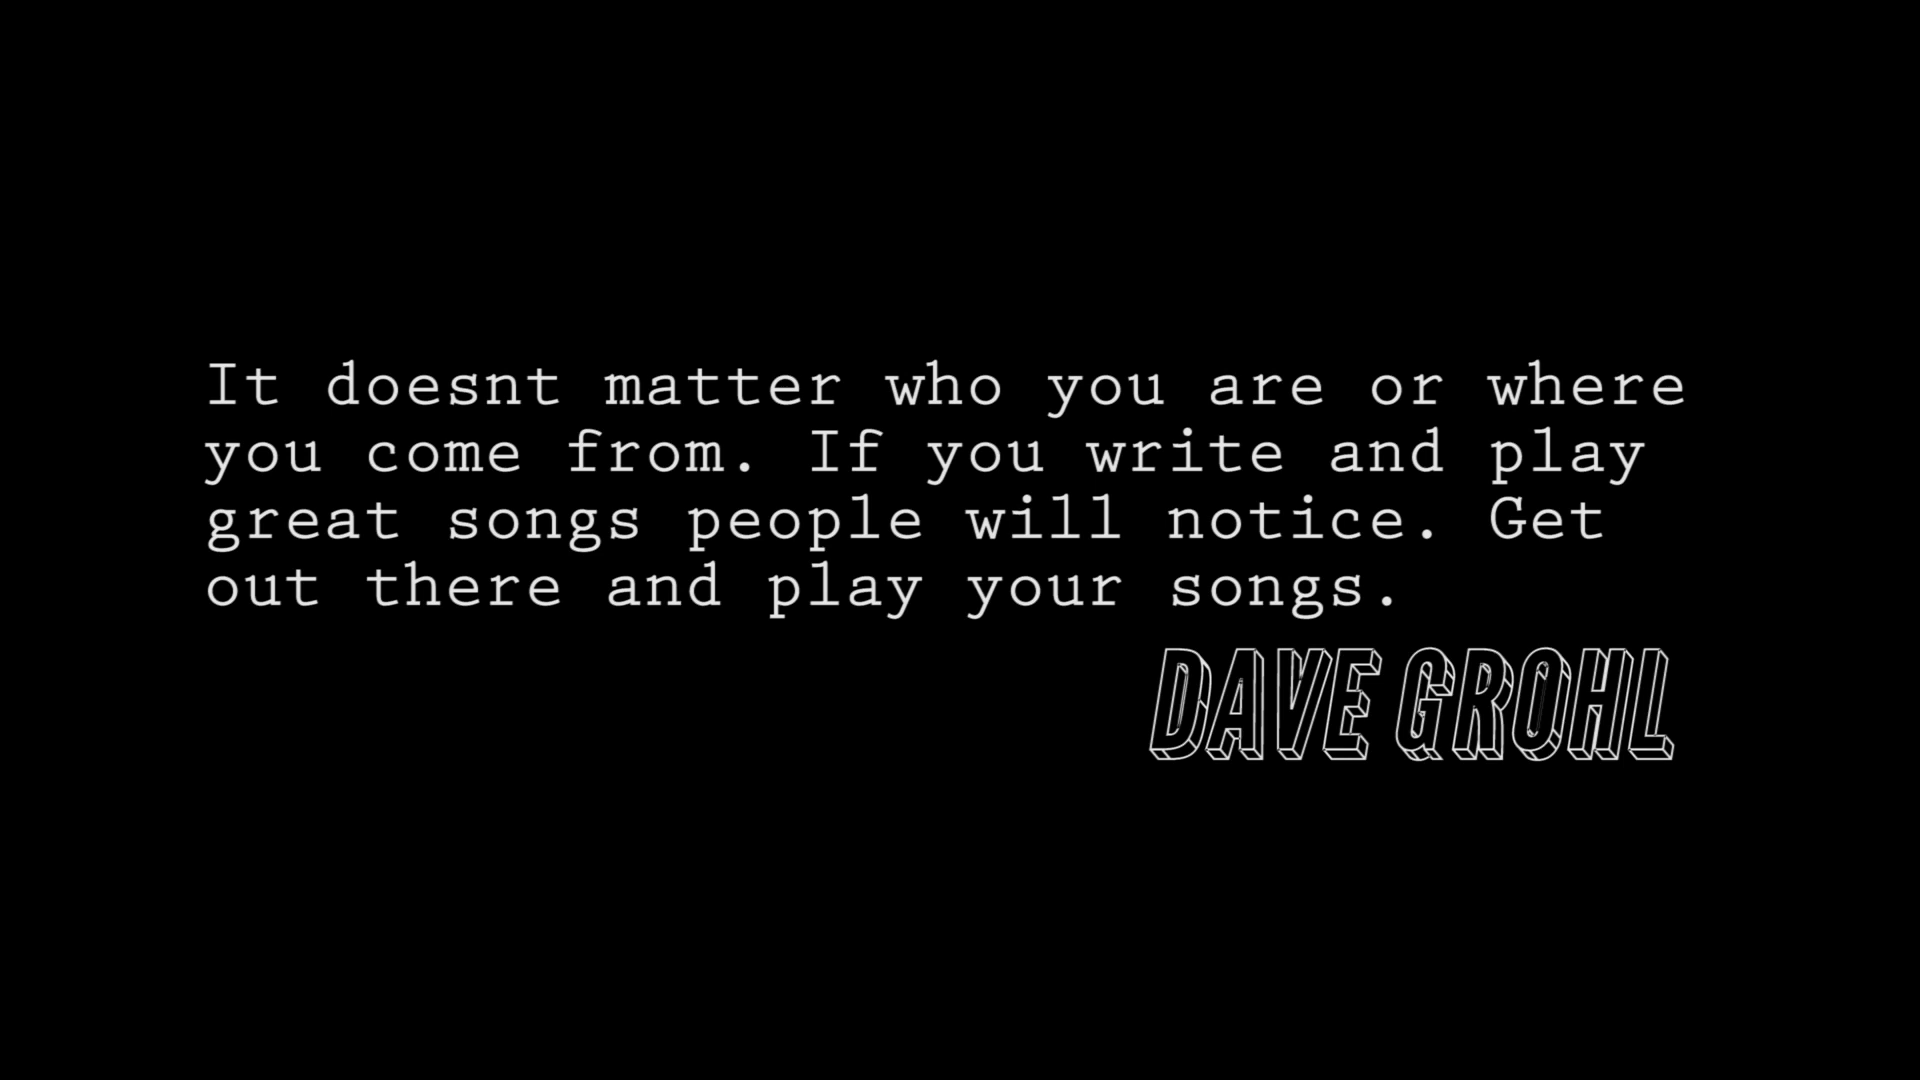 It doesnt matter who you are or where
you come from. If you write and play
great songs people will notice. Get
out there and play your songs.
DAVE GROHL